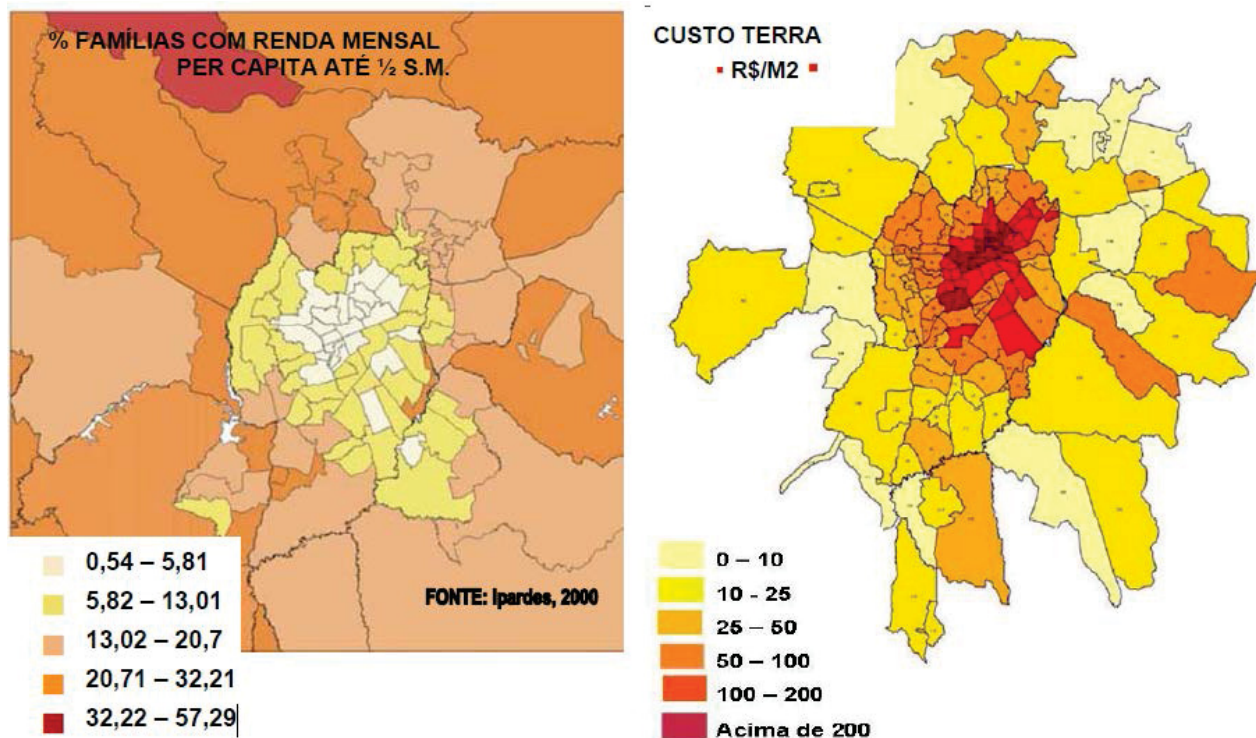 % FAMÍLIAS COM RENDA MENSAL
PER CAPITA ATÉ ½ S.M.
0,54 – 5,81
5,82 – 13,01
13,02 – 20,7
20,71 – 32,21
32,22 – 57,29
FONTE: Ipardes, 2000
CUSTO TERRA
R$/M2
0 – 10
10 - 25
25 – 50
50 – 100
100 – 200
Acima de 200